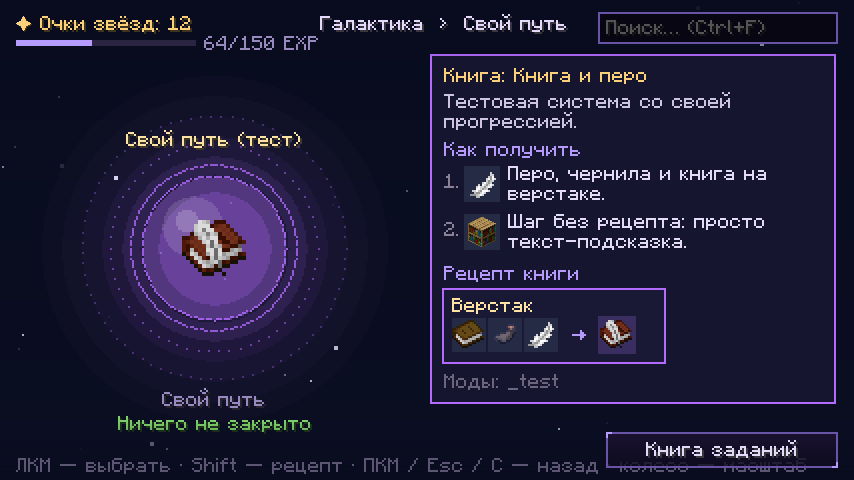 ✦ Очки звёзд: 12
64/150 EXP
Галактика > Свой путь
Поиск... (Ctrl+F)
Свой путь (тест)
Свой путь
Ничего не закрыто
Книга: Книга и перо
Тестовая система со своей
прогрессией.
Как получить
1. Перо, чернила и книга на
верстаке.
2. Шаг без рецепта: просто
текст-подсказка.
Рецепт книги
Верстак
→
Моды: _test
Книга заданий
ЛКМ — выбрать · Shift — рецепт · ПКМ / Esc / C — назад · колесо — масштаб